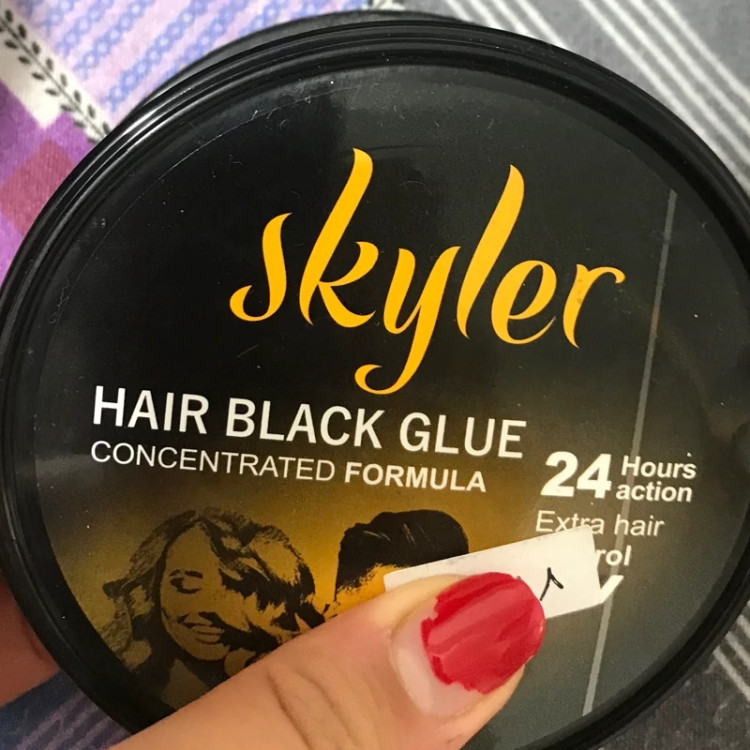 skyler
HAIR BLACK GLUE
CONCENTRATED FORMULA
24 Hours
action
Extra hair